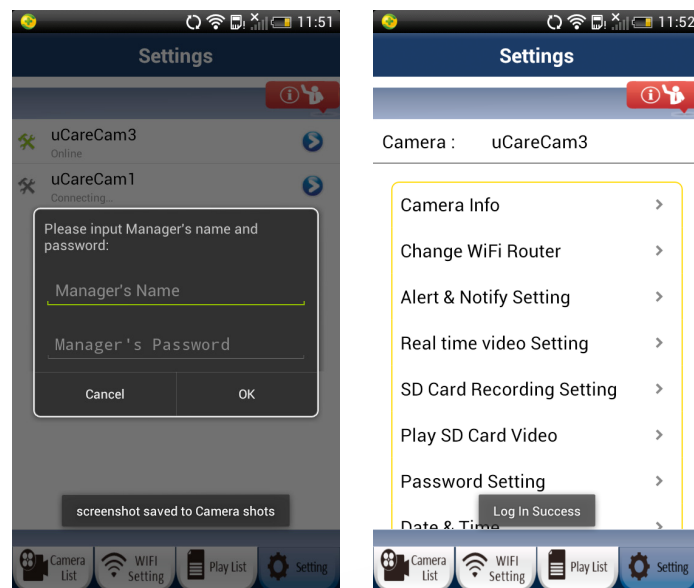 11:51
Settings
uCareCam3
Online
uCareCam1
Connecting...
Please input Manager's name and
password:
Manager's Name
Manager's Password
Cancel
OK
screenshot saved to Camera shots
Camera
List
WIFI
Setting
Play List
Setting
11:52
Settings
Camera :
uCareCam3
Camera Info
Change WiFi Router
Alert & Notify Setting
Real time video Setting
SD Card Recording Setting
Play SD Card Video
Password Setting
Log In Success
Date & Time
Camera
List
WIFI
Setting
Play List
Setting